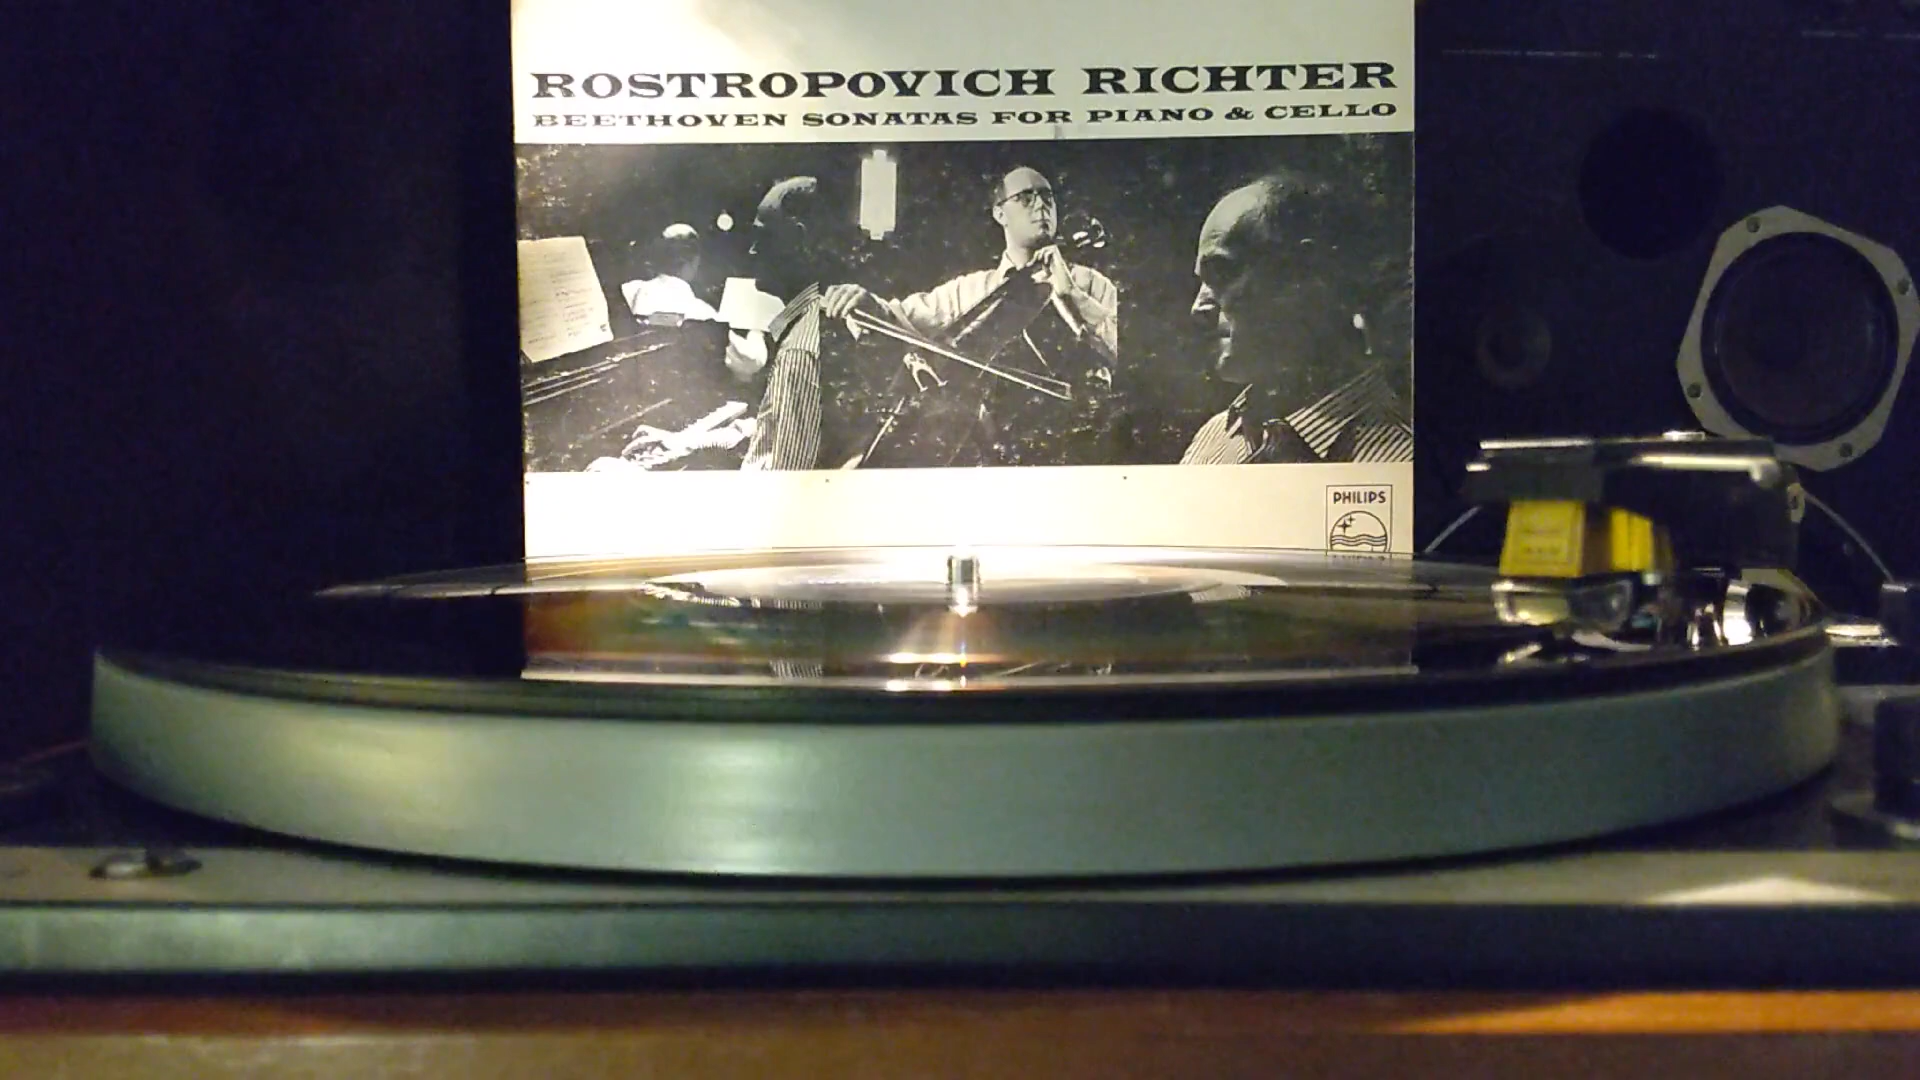 ROSTROPOVICH RICHTER
BEETHOVEN SONATAS FOR PIANO & CELLO
PHILIPS